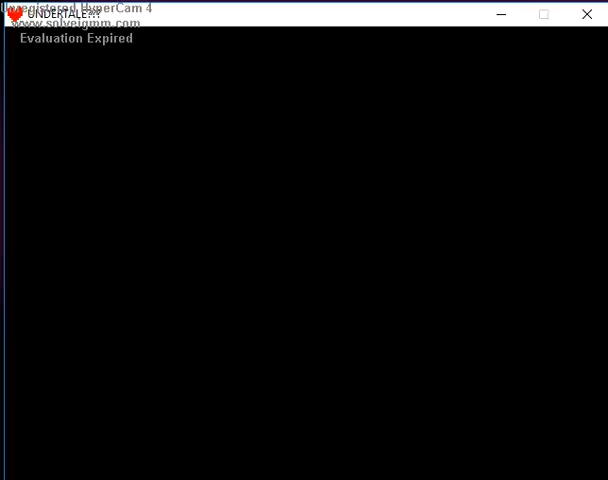 Unregistered HyperCam 4
UNDERTALE?!?
www.solveigmm.com
Evaluation Expired